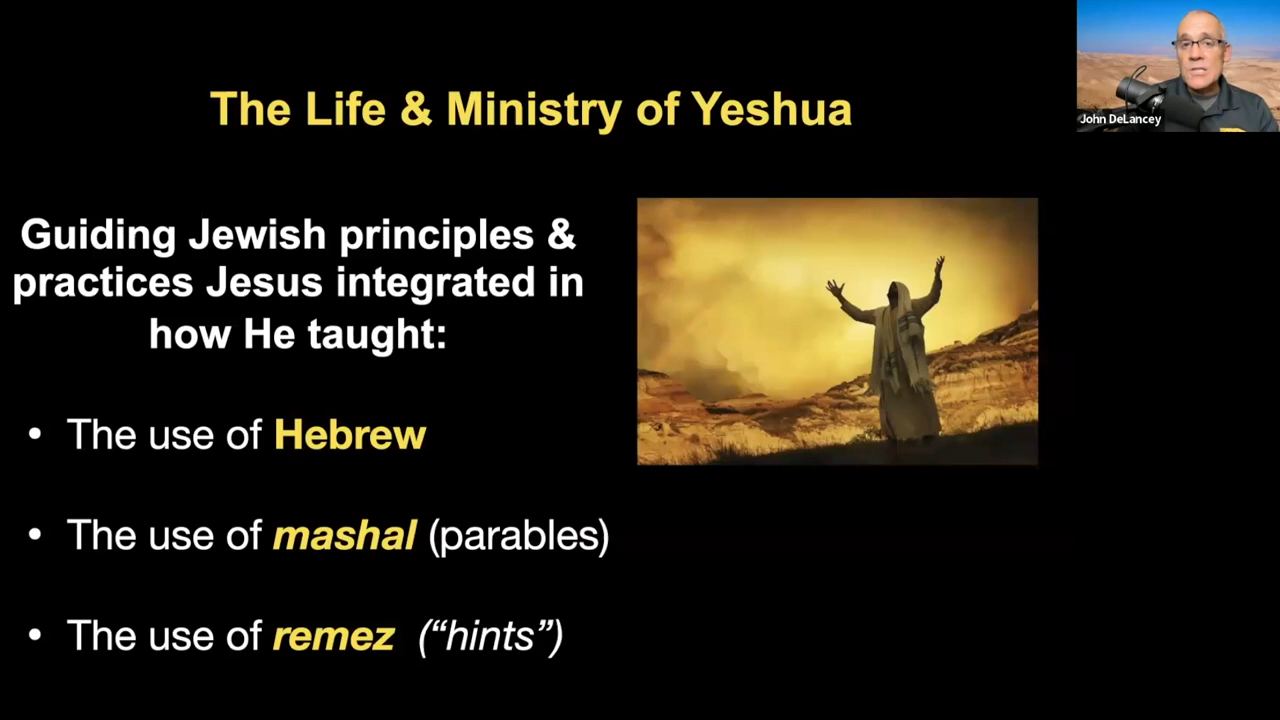 The Life & Ministry of Yeshua
John DeLancey
Guiding Jewish principles &
practices Jesus integrated in
how He taught:
• The use of Hebrew
• The use of mashal (parables)
• The use of remez (“hints”)